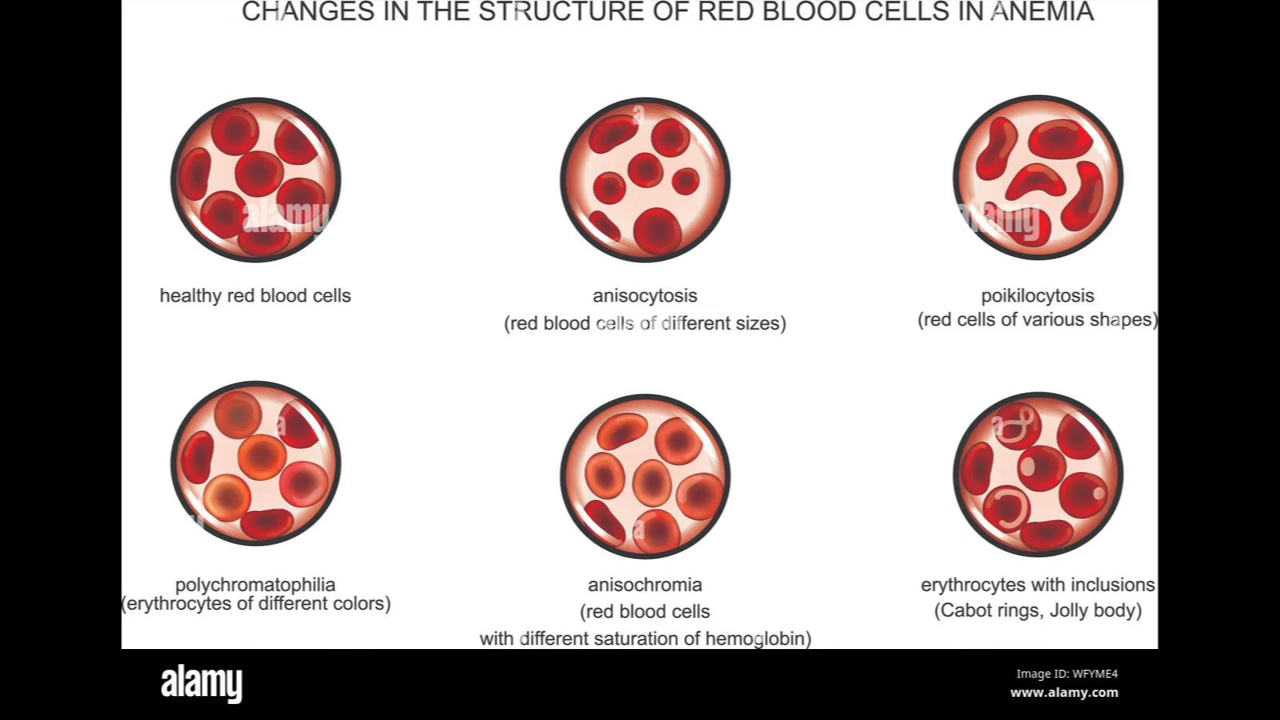 CHANGES IN THE STRUCTURE OF RED BLOOD CELLS IN ANEMIA
healthy red blood cells
anisocytosis
(red blood cells of different sizes)
poikilocytosis
(red cells of various shapes)
polychromatophilia
(erythrocytes of different colors)
anisochromia
(red blood cells
with different saturation of hemoglobin)
erythrocytes with inclusions
(Cabot rings, Jolly body)
alamy
alamy
a
a
a
a
a
alamy
Image ID: WFYME4
www.alamy.com